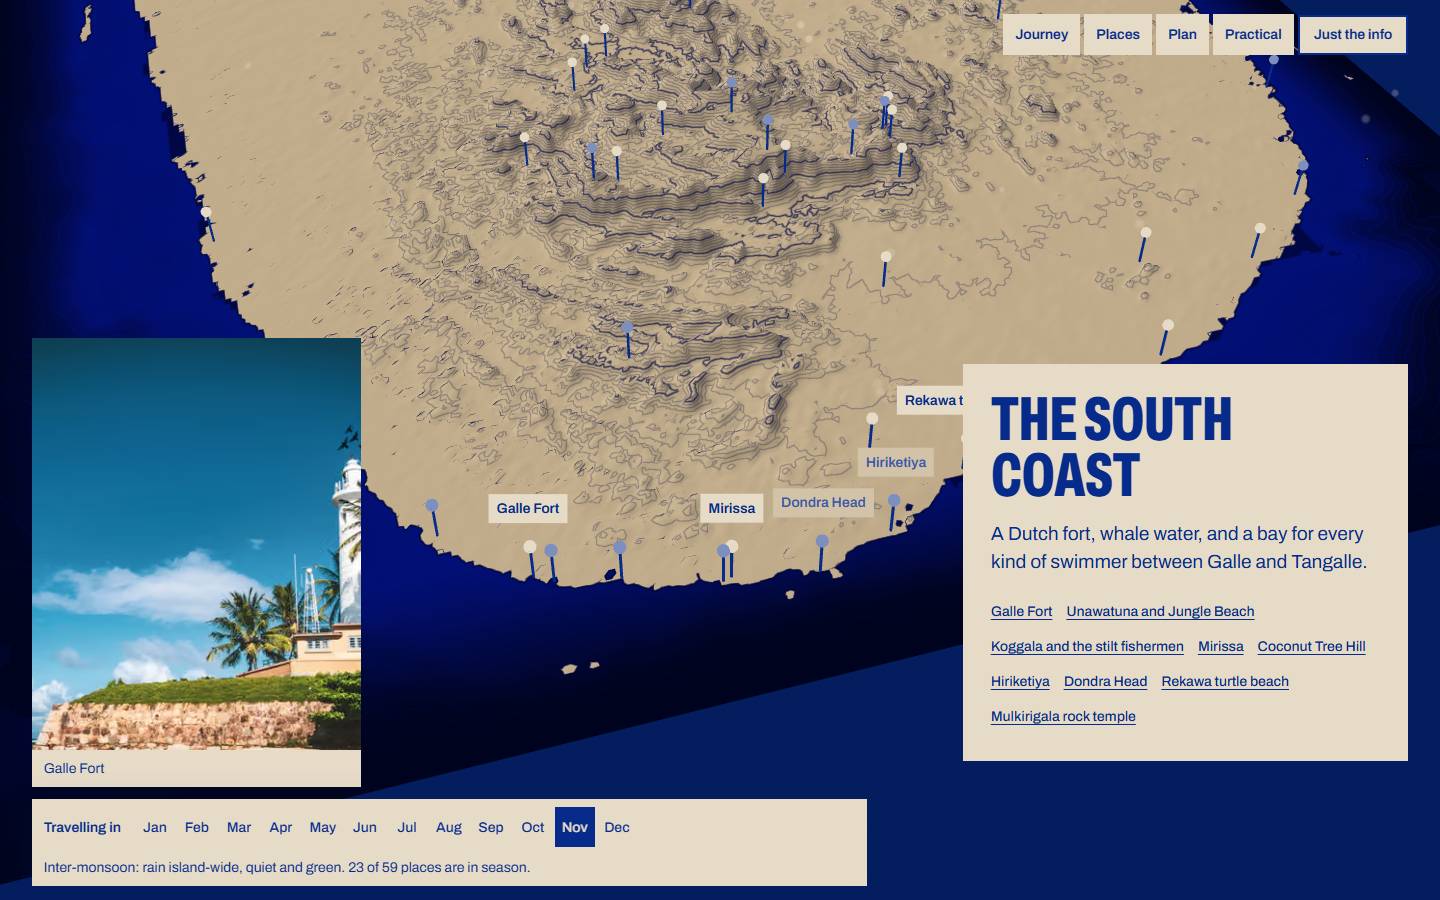 Journey
Places
Plan
Practical
Just the info
Rekawa t
Hiriketiya
Dondra Head
Galle Fort
Mirissa
THE SOUTH
COAST
A Dutch fort, whale water, and a bay for every
kind of swimmer between Galle and Tangalle.
Galle Fort Unawatuna and Jungle Beach
Koggala and the stilt fishermen Mirissa Coconut Tree Hill
Hiriketiya Dondra Head Rekawa turtle beach
Mulkirigala rock temple
Galle Fort
Travelling in Jan Feb Mar Apr May Jun Jul Aug Sep Oct Nov Dec
Inter-monsoon: rain island-wide, quiet and green. 23 of 59 places are in season.